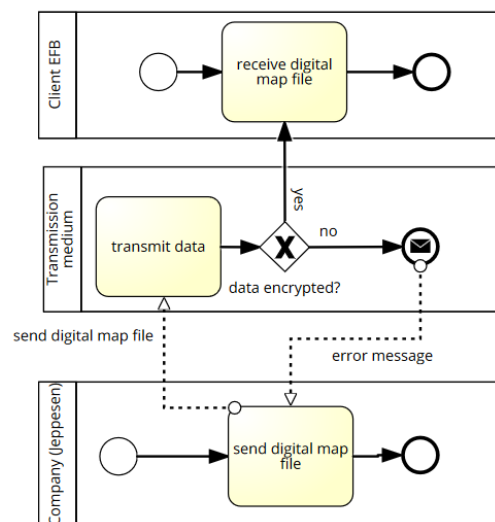 Client EFB
receive digital
map file
yes
Transmission
medium
transmit data
no
data encrypted?
send digital map file
error message
Company (Jeppesen)
send digital map
file